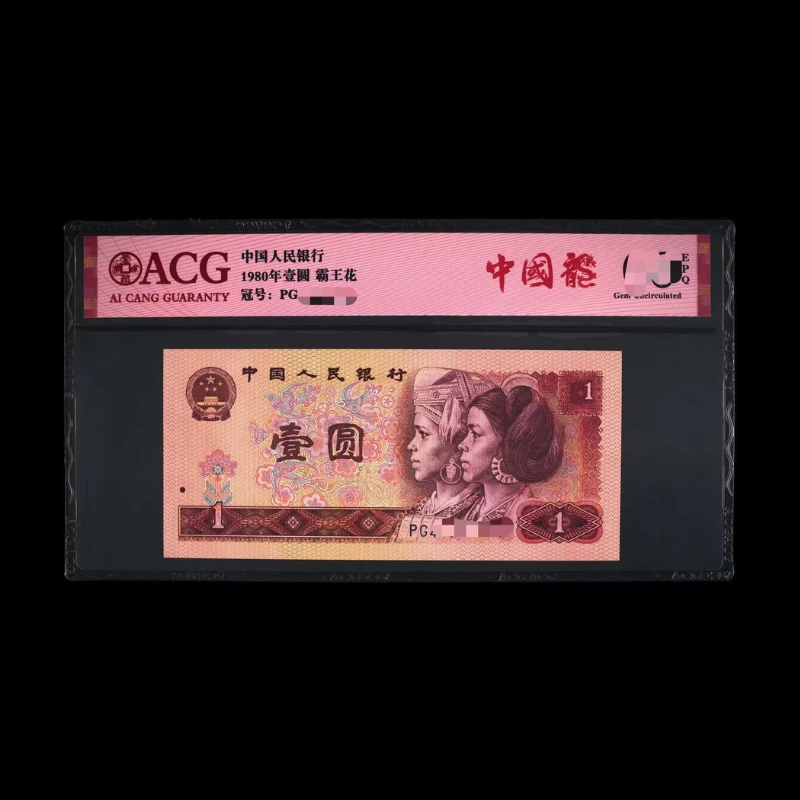 ACG
AI CANG GUARANTY
中国人民银行
1980年壹圆 霸王花
冠号：PG
中國龍
EPQ
Gem Uncirculated
中国人民银行
1
壹圆
1
PG4
1